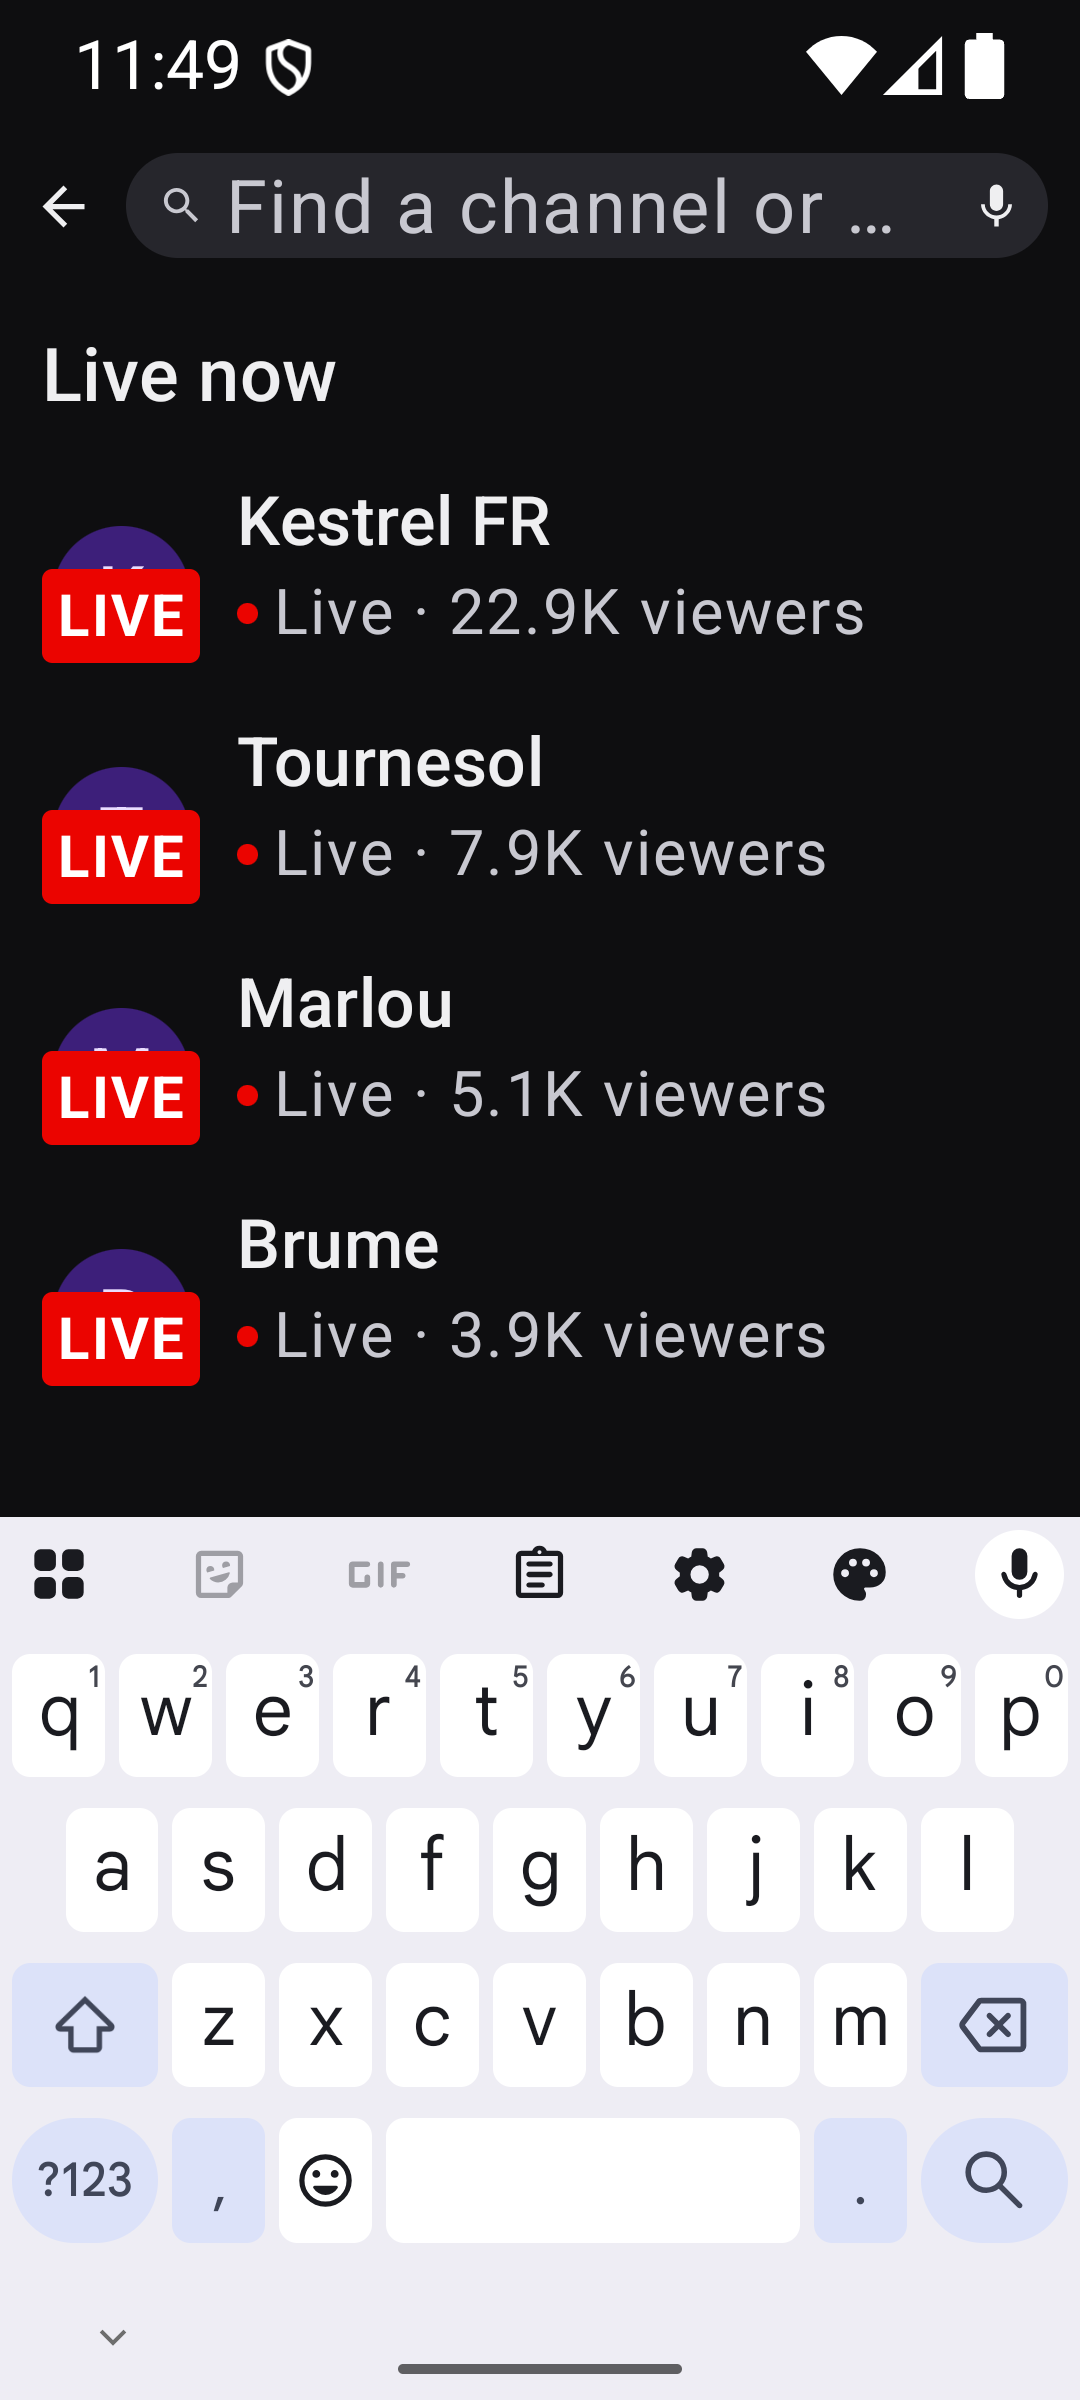 11:49
Find a channel or ...
Live now
Kestrel FR
LIVE
Live · 22.9K viewers
Tournesol
LIVE
Live · 7.9K viewers
Marlou
LIVE
Live · 5.1K viewers
Brume
LIVE
Live · 3.9K viewers
GIF
q1 w2 e3 r4 t5 y6 u7 i8 o9 p0
a s d f g h j k l
z x c v b n m
?123 , .